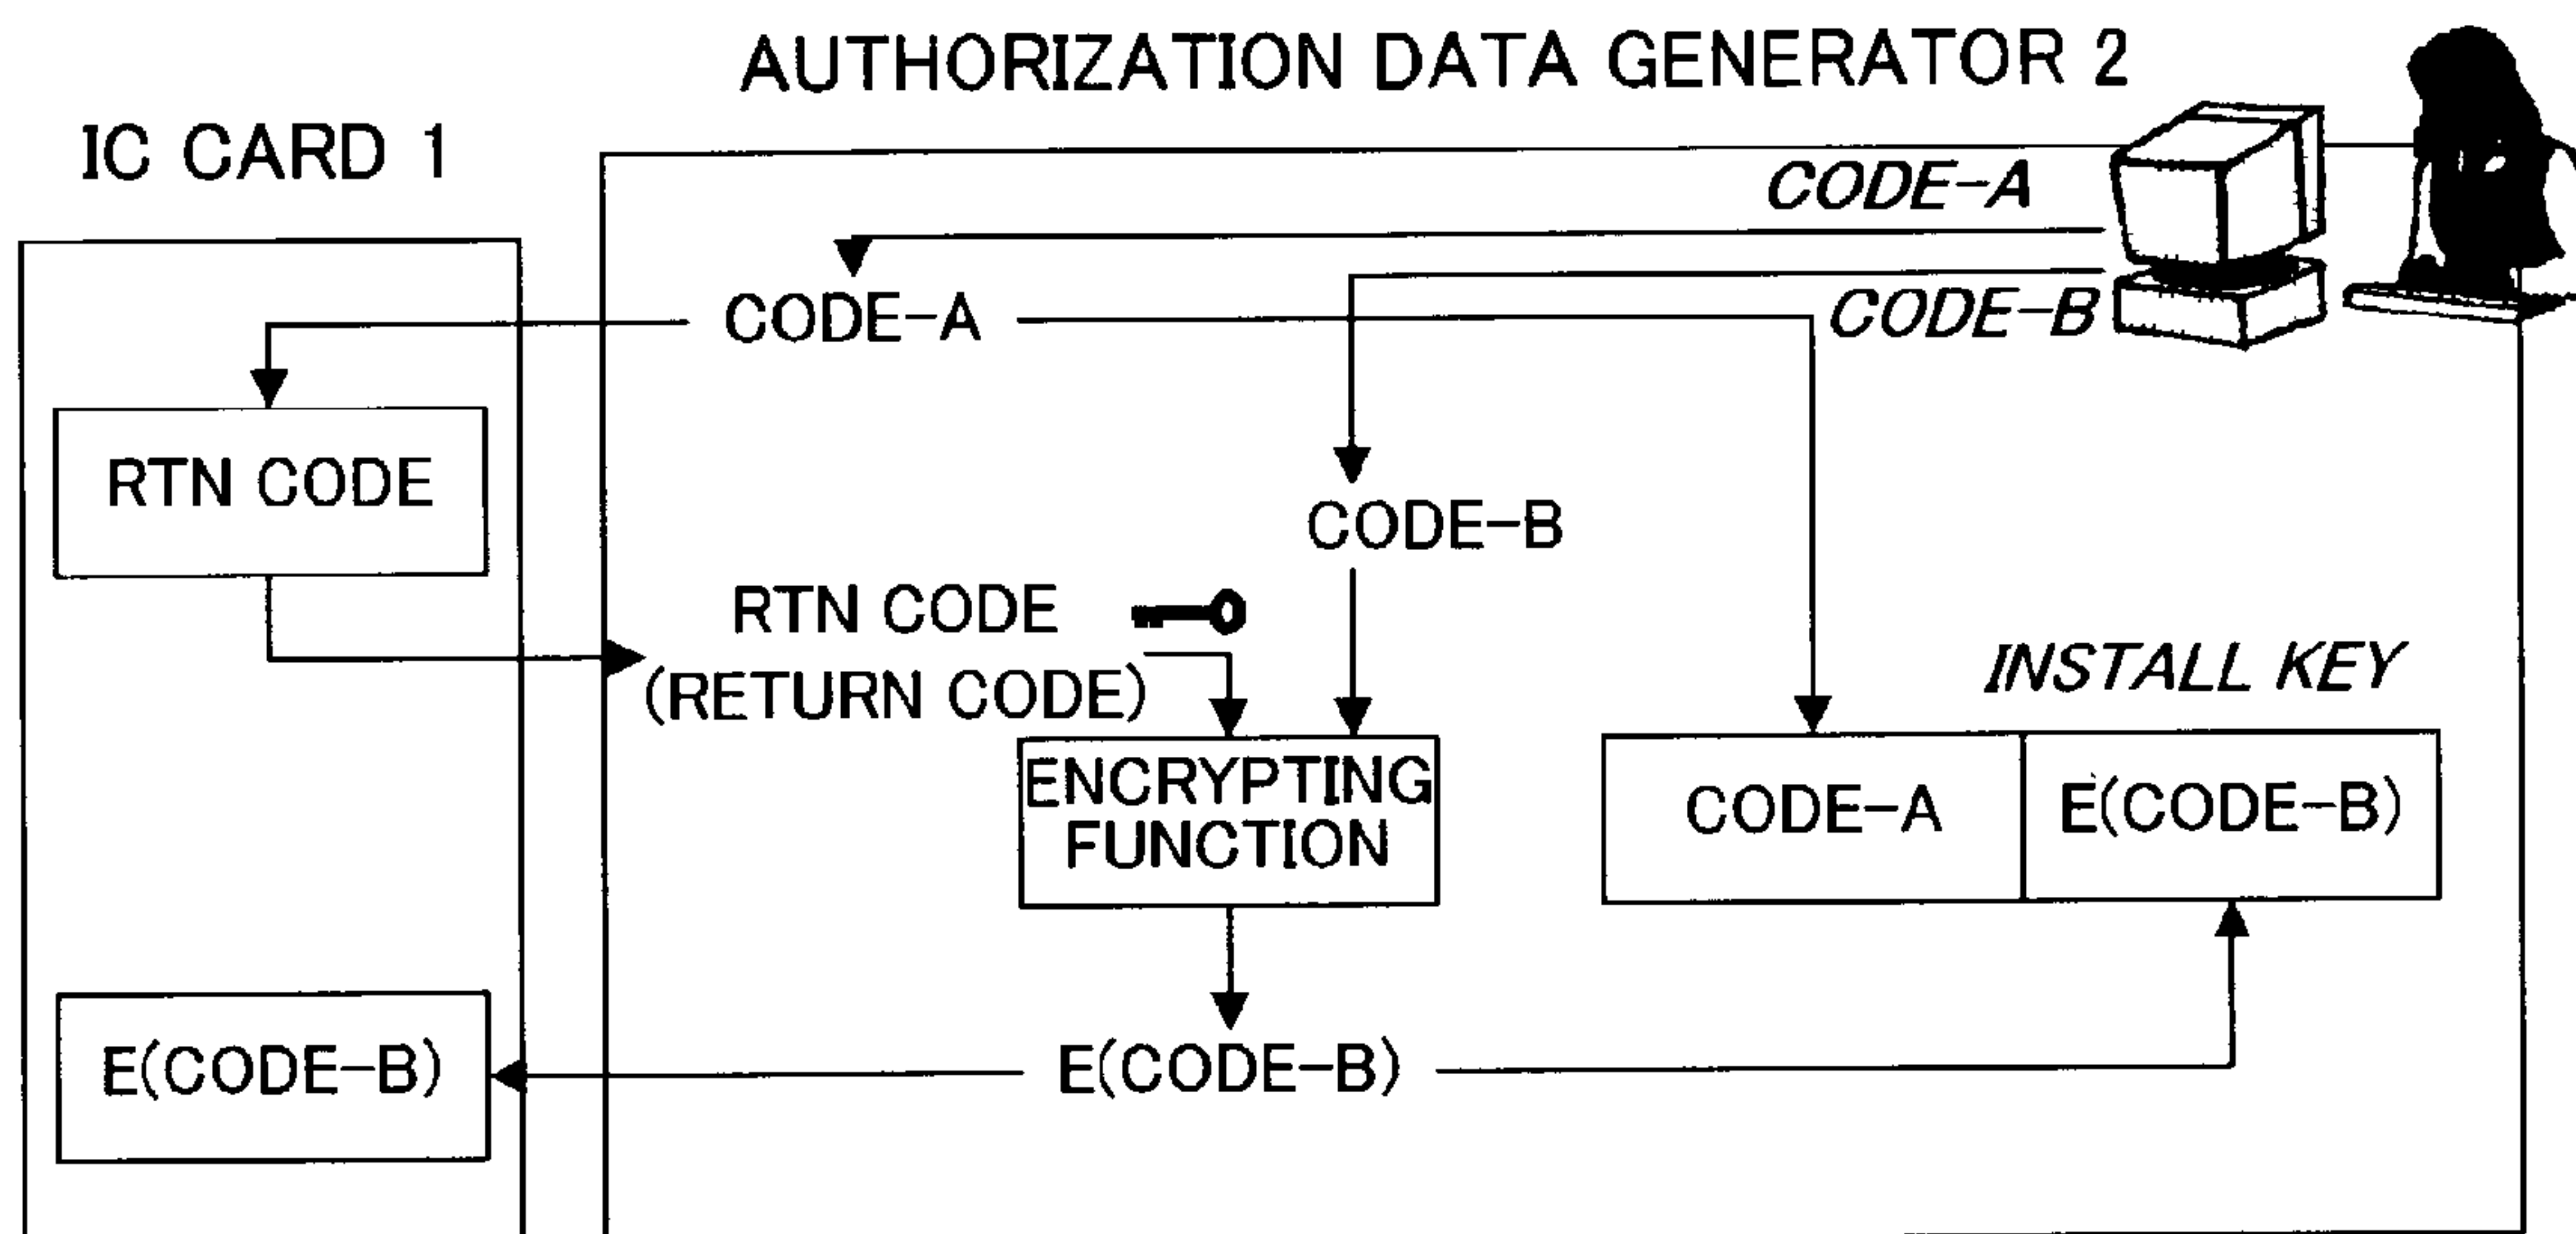 AUTHORIZATION DATA GENERATOR 2
IC CARD 1
CODE-A
CODE-B
CODE-A
RTN CODE
CODE-B
RTN CODE
(RETURN CODE)
INSTALL KEY
ENCRYPTING
FUNCTION
CODE-A
E(CODE-B)
E(CODE-B)
E(CODE-B)